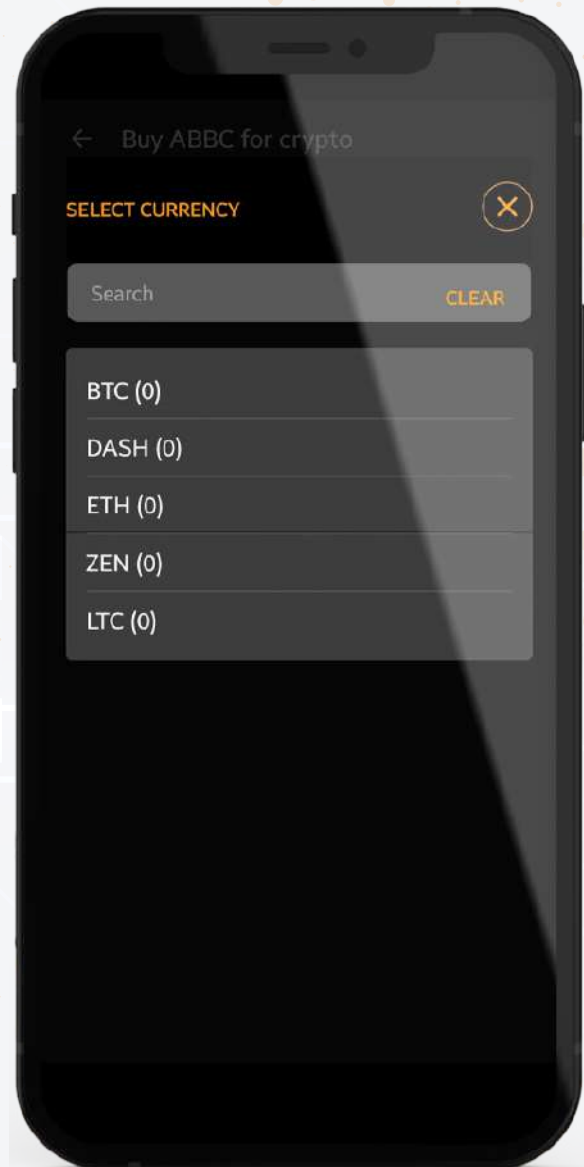 ← Buy ABBC for crypto
SELECT CURRENCY
Search CLEAR
BTC (0)
DASH (0)
ETH (0)
ZEN (0)
LTC (0)